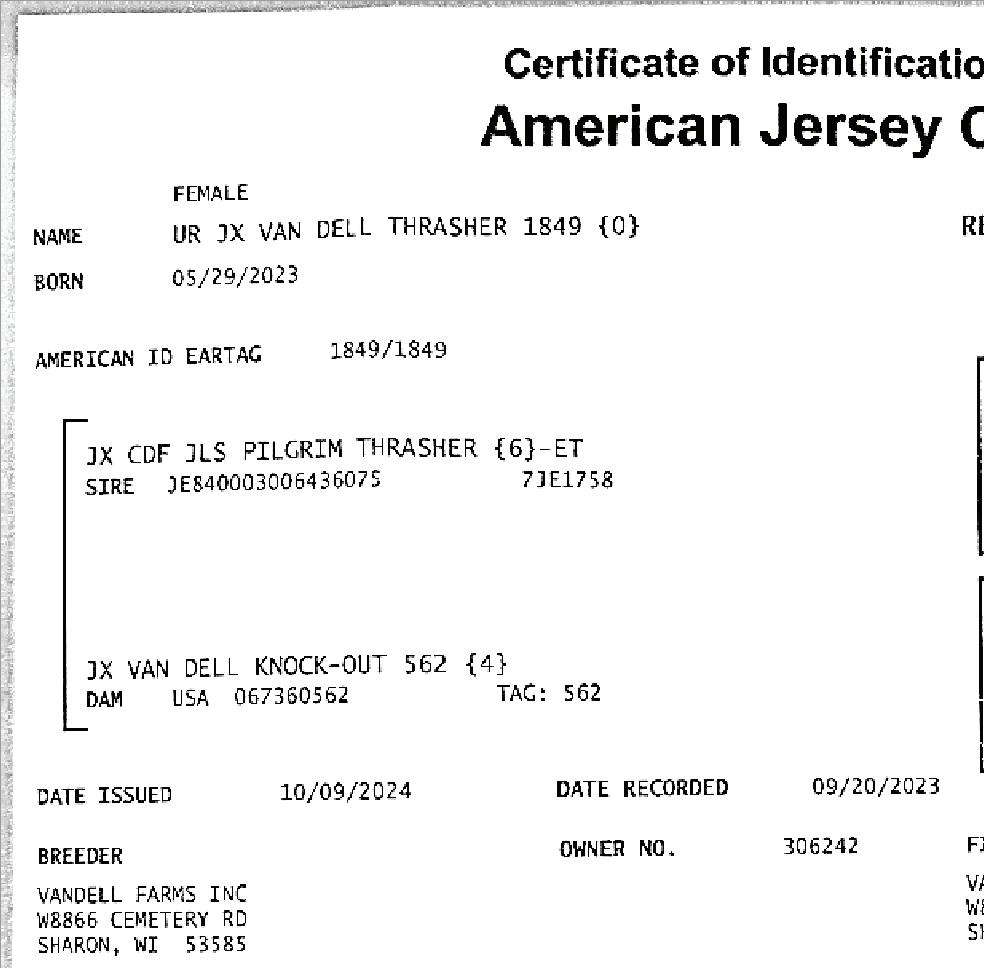 Certificate of Identificatio
American Jersey C
FEMALE
NAME UR JX VAN DELL THRASHER 1849 {0}
BORN 05/29/2023
AMERICAN ID EARTAG 1849/1849
JX CDF JLS PILGRIM THRASHER {6}-ET
SIRE JE840003006436075 7JE1758
JX VAN DELL KNOCK-OUT 562 {4}
DAM USA 067360562 TAG: 562
DATE ISSUED 10/09/2024 DATE RECORDED 09/20/2023
BREEDER OWNER NO. 306242
VANDELL FARMS INC
W8866 CEMETERY RD
SHARON, WI 53585